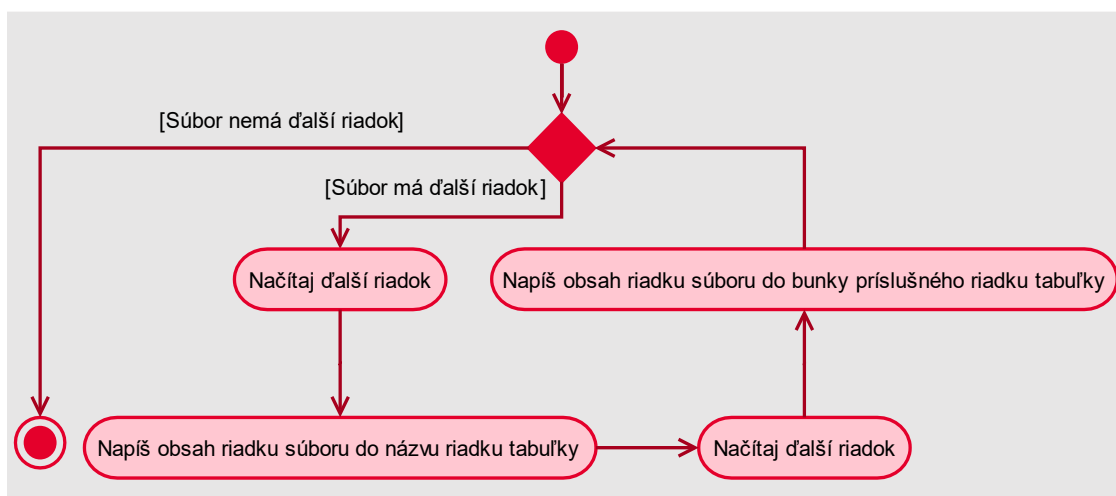 [Súbor nemá ďalší riadok]
[Súbor má ďalší riadok]
Načítaj ďalší riadok
Napíš obsah riadku súboru do bunky príslušného riadku tabuľky
Napíš obsah riadku súboru do názvu riadku tabuľky
Načítaj ďalší riadok